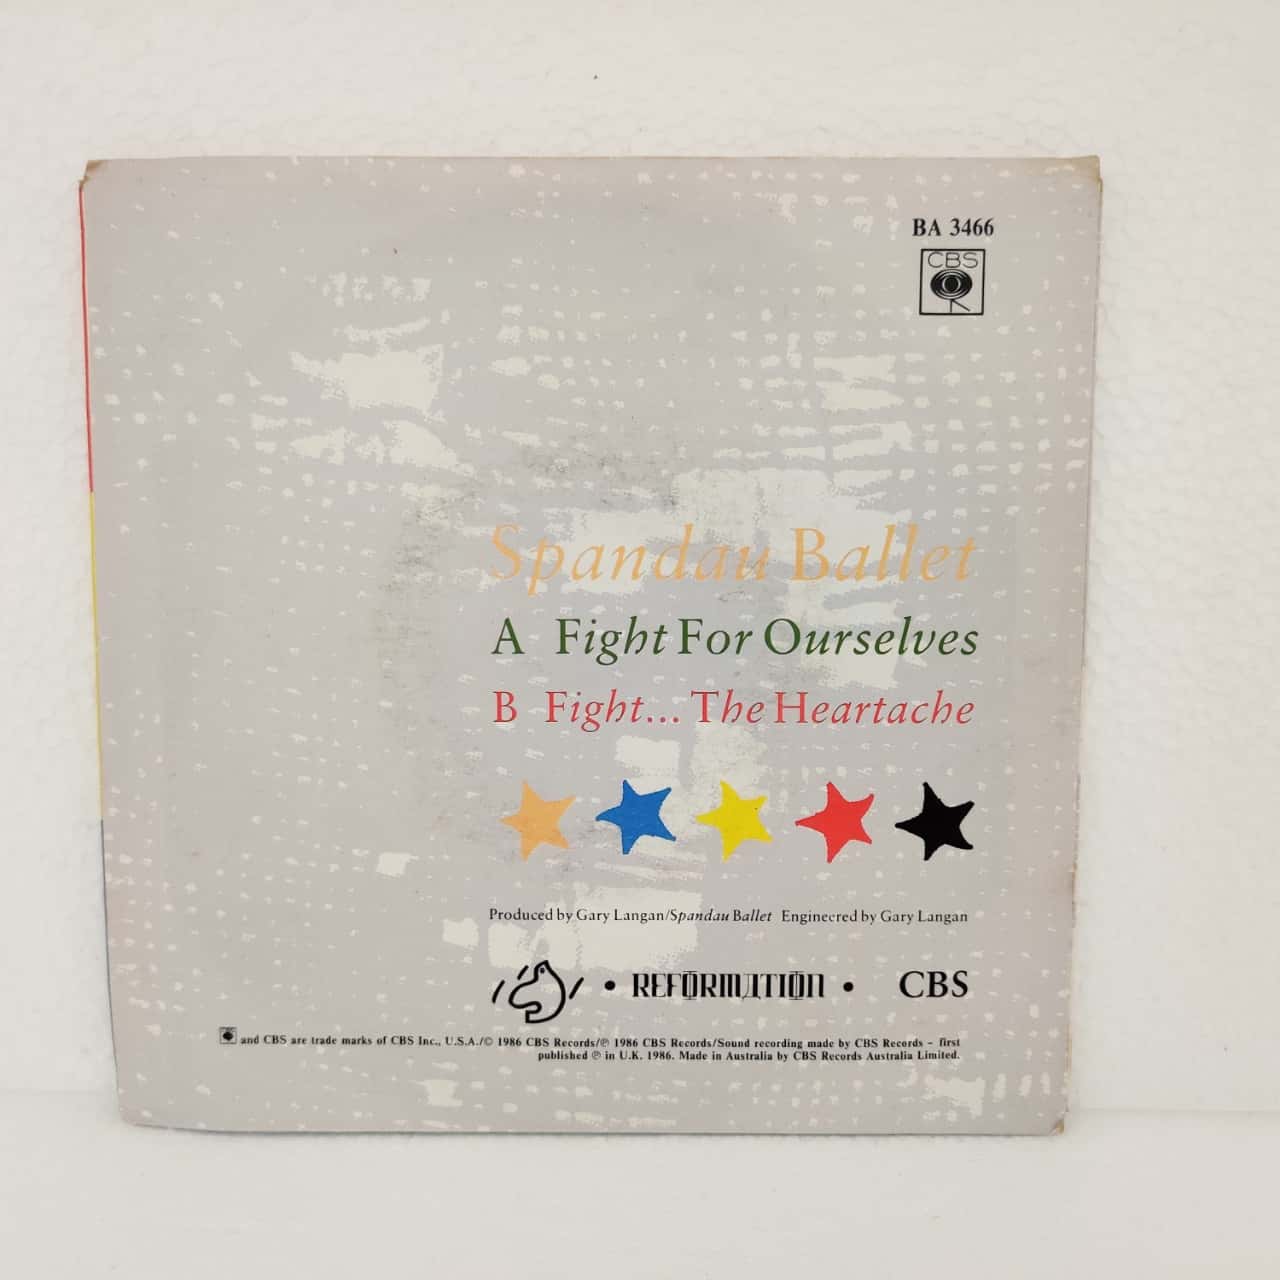 BA 3466
CBS
Spandau Ballet
A Fight For Ourselves
B Fight... The Heartache
Produced by Gary Langan/Spandau Ballet Engineered by Gary Langan
• REFORMATION • CBS
and CBS are trade marks of CBS Inc., U.S.A./© 1986 CBS Records/℗ 1986 CBS Records/Sound recording made by CBS Records - first
published ℗ in U.K. 1986. Made in Australia by CBS Records Australia Limited.